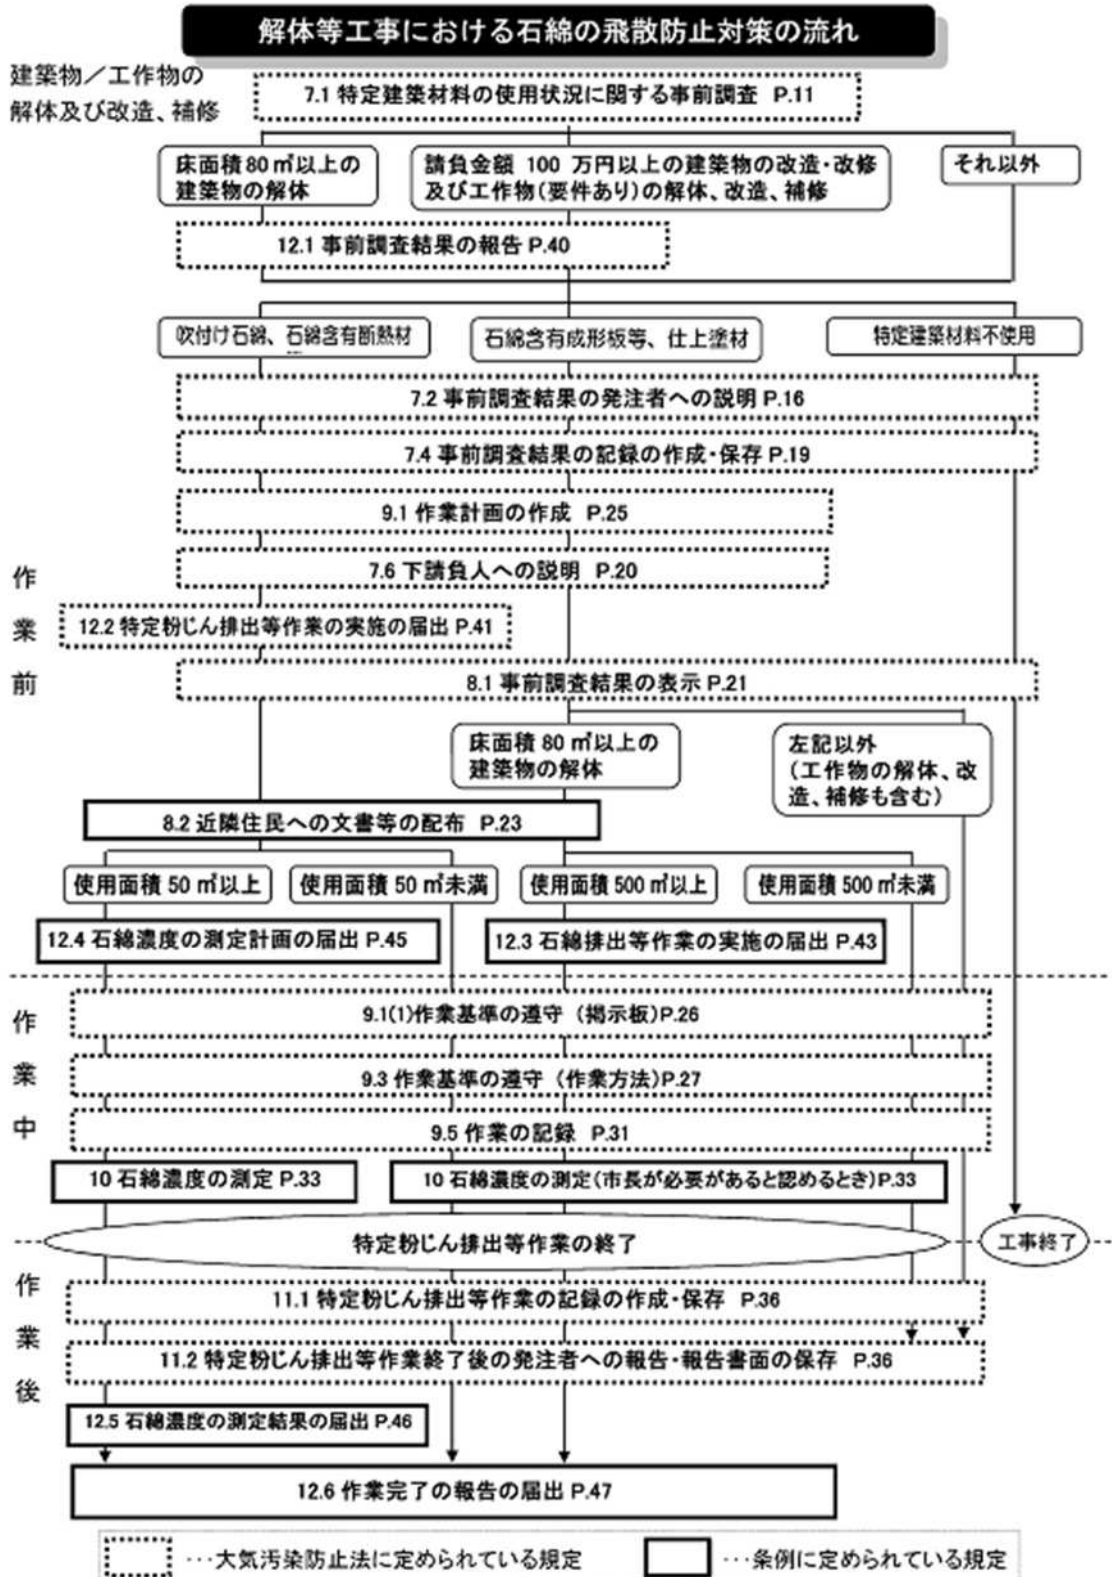 解体等工事における石綿の飛散防止対策の流れ
建築物／工作物の
解体及び改造、補修
7.1 特定建築材料の使用状況に関する事前調査 P.11
床面積 80 ㎡以上の
建築物の解体
請負金額 100 万円以上の建築物の改造・改修
及び工作物(要件あり)の解体、改造、補修
それ以外
12.1 事前調査結果の報告 P.40
吹付け石綿、石綿含有断熱材
石綿含有成形板等、仕上塗材
特定建築材料不使用
7.2 事前調査結果の発注者への説明 P.16
7.4 事前調査結果の記録の作成・保存 P.19
9.1 作業計画の作成 P.25
7.6 下請負人への説明 P.20
作業前
12.2 特定粉じん排出等作業の実施の届出 P.41
8.1 事前調査結果の表示 P.21
床面積 80 ㎡以上の
建築物の解体
左記以外
(工作物の解体、改
造、補修も含む)
8.2 近隣住民への文書等の配布 P.23
使用面積 50 ㎡以上
使用面積 50 ㎡未満
使用面積 500 ㎡以上
使用面積 500 ㎡未満
12.4 石綿濃度の測定計画の届出 P.45
12.3 石綿排出等作業の実施の届出 P.43
作業中
9.1(1)作業基準の遵守 (掲示板)P.26
9.3 作業基準の遵守 (作業方法)P.27
9.5 作業の記録 P.31
10 石綿濃度の測定 P.33
10 石綿濃度の測定(市長が必要があると認めるとき)P.33
特定粉じん排出等作業の終了
工事終了
作業後
11.1 特定粉じん排出等作業の記録の作成・保存 P.36
11.2 特定粉じん排出等作業終了後の発注者への報告・報告書面の保存 P.36
12.5 石綿濃度の測定結果の届出 P.46
12.6 作業完了の報告の届出 P.47
…大気汚染防止法に定められている規定
…条例に定められている規定